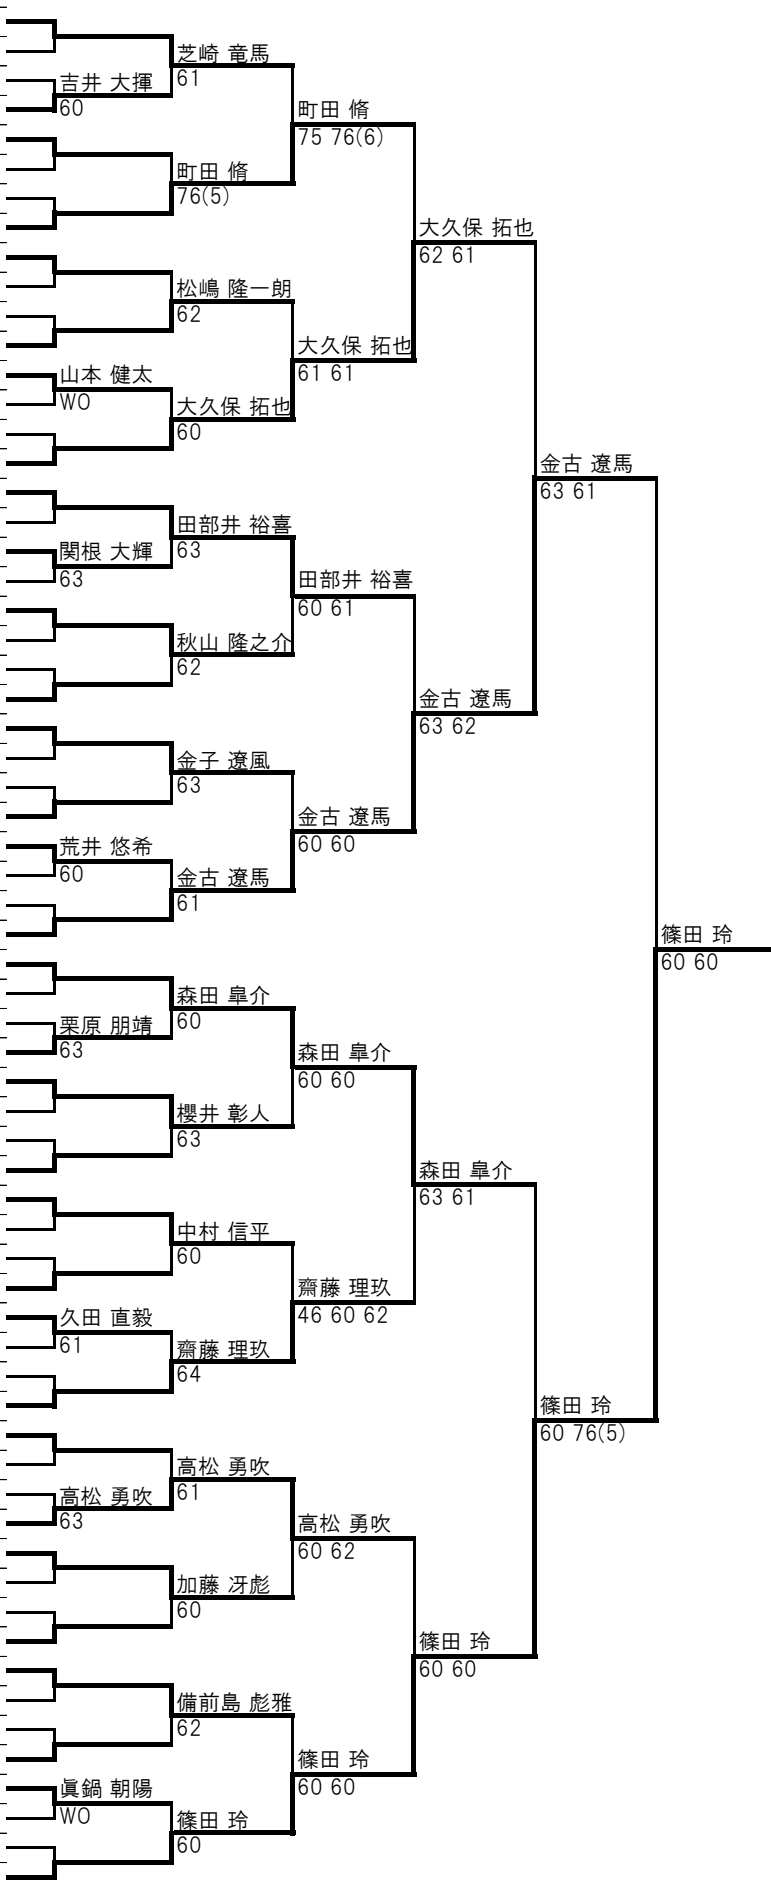 芝崎 竜馬
61
吉井 大揮
60
町田 脩
75 76(6)
町田 脩
76(5)
大久保 拓也
62 61
松嶋 隆一朗
62
大久保 拓也
61 61
山本 健太
WO
大久保 拓也
60
金古 遼馬
63 61
田部井 裕喜
63
関根 大輝
63
田部井 裕喜
60 61
秋山 隆之介
62
金古 遼馬
63 62
金子 遼風
63
金古 遼馬
60 60
荒井 悠希
60
金古 遼馬
61
篠田 玲
60 60
森田 皐介
60
栗原 朋靖
63
森田 皐介
60 60
櫻井 彰人
63
森田 皐介
63 61
中村 信平
60
齋藤 理玖
46 60 62
久田 直毅
61
齋藤 理玖
64
篠田 玲
60 76(5)
高松 勇吹
61
高松 勇吹
63
高松 勇吹
60 62
加藤 冴彪
60
篠田 玲
60 60
備前島 彪雅
62
篠田 玲
60 60
眞鍋 朝陽
WO
篠田 玲
60